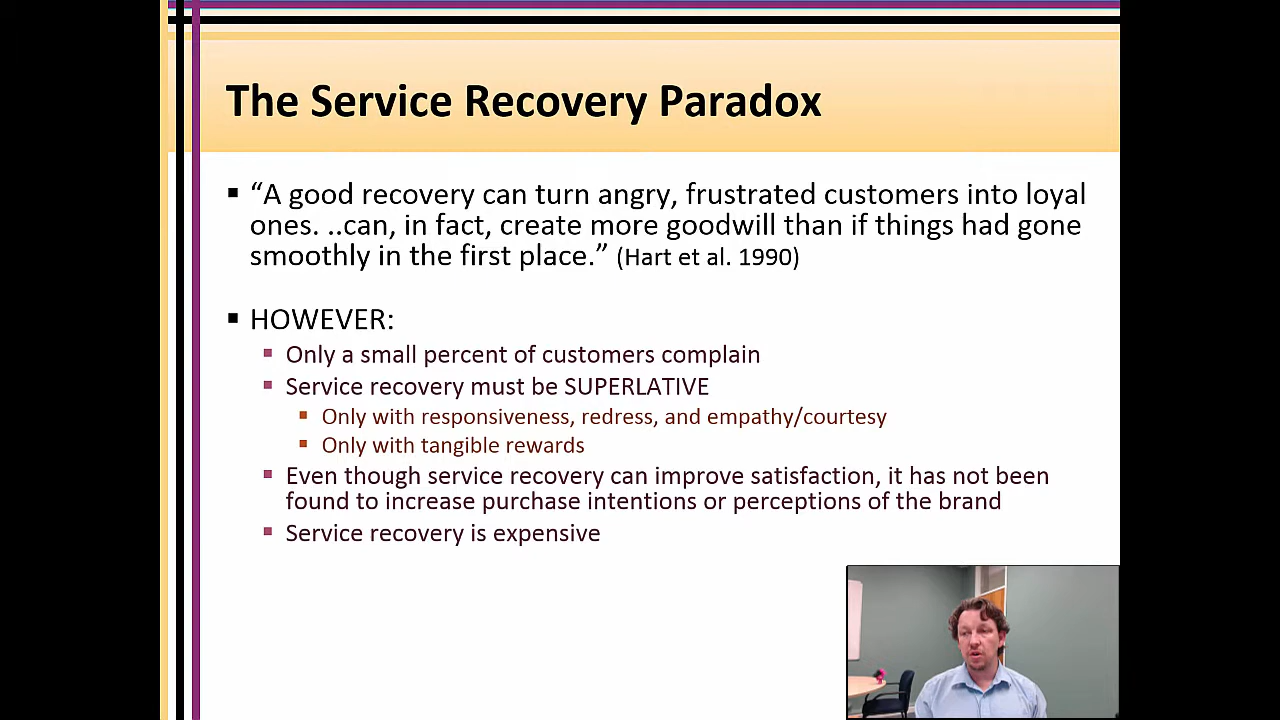 The Service Recovery Paradox
▪ “A good recovery can turn angry, frustrated customers into loyal
ones. ..can, in fact, create more goodwill than if things had gone
smoothly in the first place.” (Hart et al. 1990)
▪ HOWEVER:
▪ Only a small percent of customers complain
▪ Service recovery must be SUPERLATIVE
▪ Only with responsiveness, redress, and empathy/courtesy
▪ Only with tangible rewards
▪ Even though service recovery can improve satisfaction, it has not been
found to increase purchase intentions or perceptions of the brand
▪ Service recovery is expensive